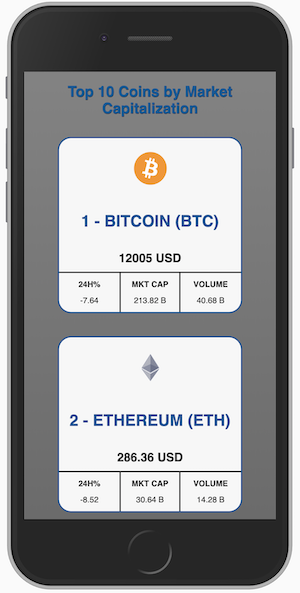 Top 10 Coins by Market
Capitalization
1 - BITCOIN (BTC)
12005 USD
24H% MKT CAP VOLUME
-7.64 213.82 B 40.68 B
2 - ETHEREUM (ETH)
286.36 USD
24H% MKT CAP VOLUME
-8.52 30.64 B 14.28 B